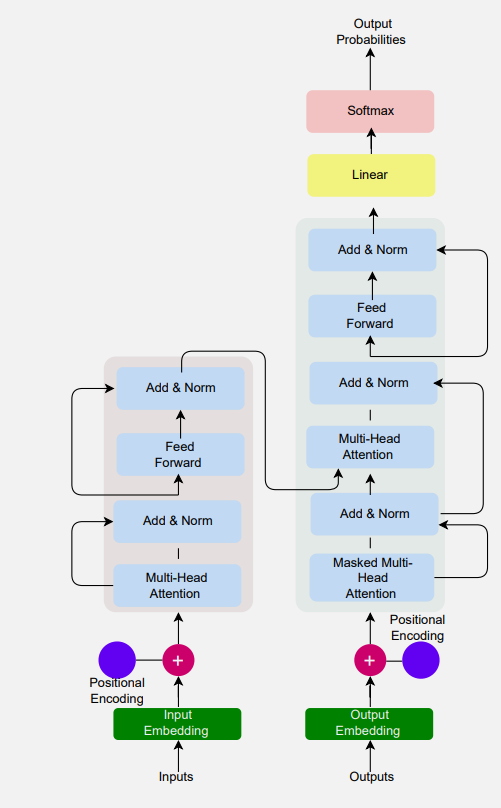 Output
Probabilities
Softmax
Linear
Add & Norm
Feed
Forward
Add & Norm
Multi-Head
Attention
Add & Norm
Masked Multi-
Head
Attention
Positional
Encoding
+
Output
Embedding
Outputs
Add & Norm
Feed
Forward
Add & Norm
Multi-Head
Attention
+
Positional
Encoding
Input
Embedding
Inputs